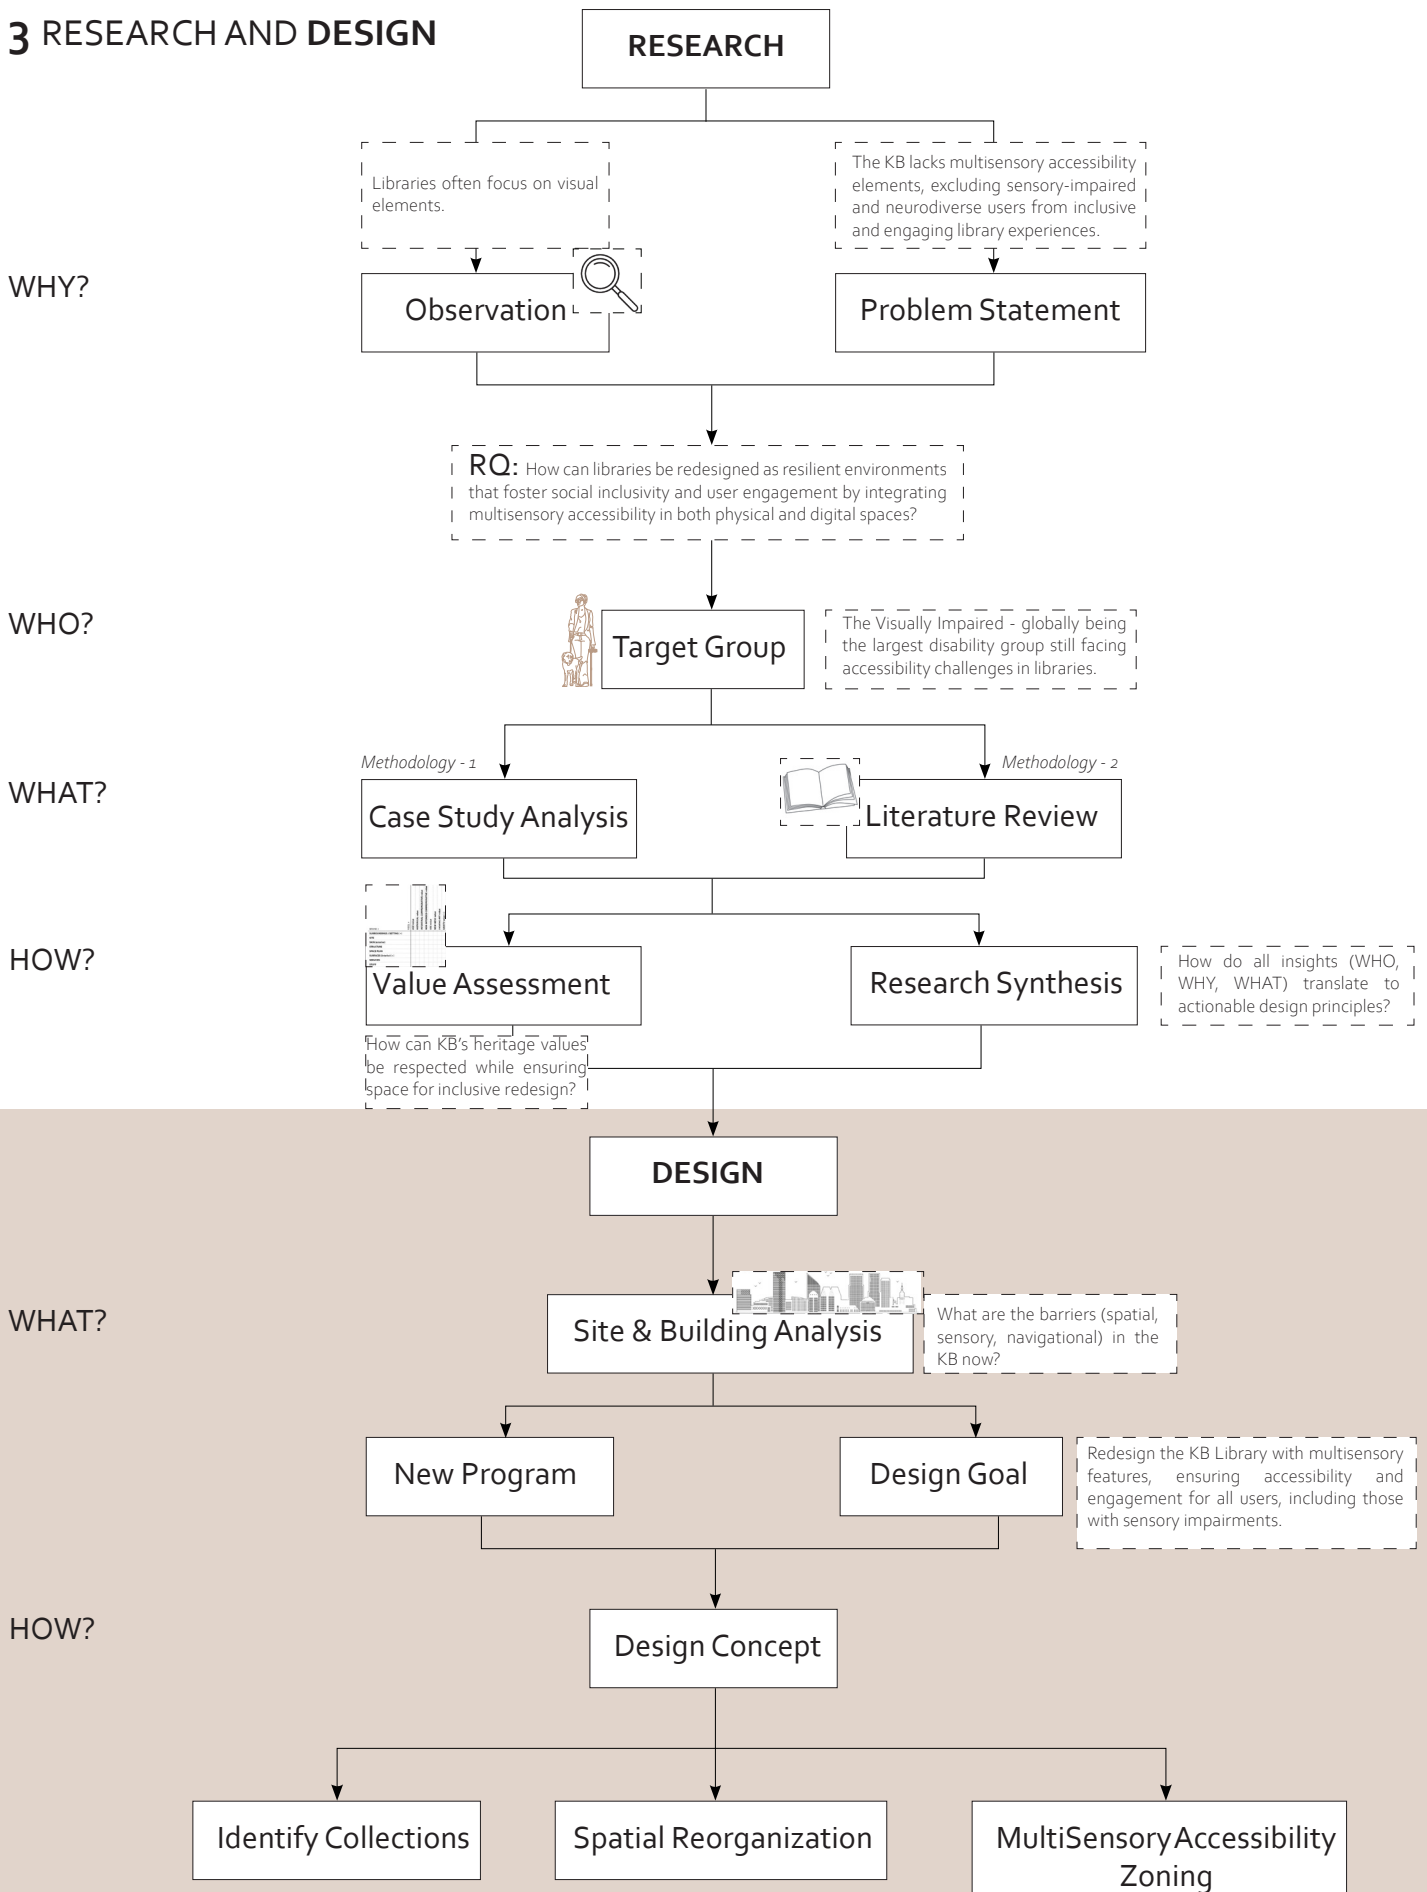 3 RESEARCH AND DESIGN
RESEARCH
Libraries often focus on visual
elements.
The KB lacks multisensory accessibility
elements, excluding sensory-impaired
and neurodiverse users from inclusive
and engaging library experiences.
WHY?
Observation
Problem Statement
RQ: How can libraries be redesigned as resilient environments
that foster social inclusivity and user engagement by integrating
multisensory accessibility in both physical and digital spaces?
WHO?
Target Group
The Visually Impaired - globally being
the largest disability group still facing
accessibility challenges in libraries.
WHAT?
Methodology - 1
Case Study Analysis
Methodology - 2
Literature Review
HOW?
Value Assessment
Research Synthesis
How do all insights (WHO,
WHY, WHAT) translate to
actionable design principles?
How can KB's heritage values
be respected while ensuring
space for inclusive redesign?
DESIGN
WHAT?
Site & Building Analysis
What are the barriers (spatial,
sensory, navigational) in the
KB now?
New Program
Design Goal
Redesign the KB Library with multisensory
features, ensuring accessibility and
engagement for all users, including those
with sensory impairments.
HOW?
Design Concept
Identify Collections
Spatial Reorganization
MultiSensory Accessibility
Zoning